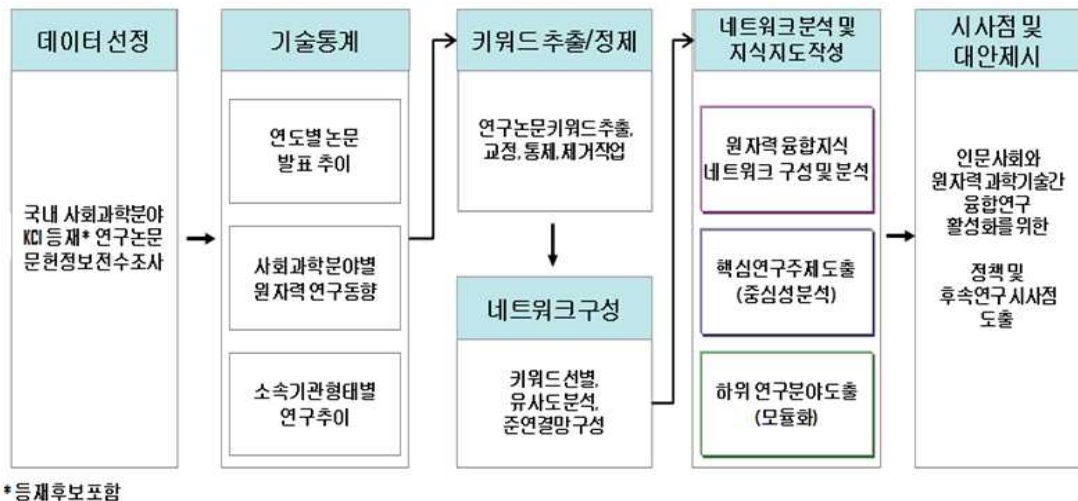 데이터 선정
국내 사회과학분야
KCI 등재* 연구논문
문헌정보전수조사
기술통계
연도별 논문
발표 추이
사회과학분야별
원자력 연구동향
소속기관형태별
연구추이
키워드 추출/정제
연구논문키워드추출,
교정, 통제, 제거작업
네트워크구성
키워드 선별,
유사도분석,
준연결망구성
네트워크분석 및
지식지도작성
원자력 융합지식
네트워크 구성 및 분석
핵심연구주제도출
(중심성분석)
하위 연구분야도출
(모듈화)
시사점 및
대안제시
인문사회와
원자력 과학기술간
융합연구
활성화를 위한
정책 및
후속연구 시사점
도출
* 등재후보포함